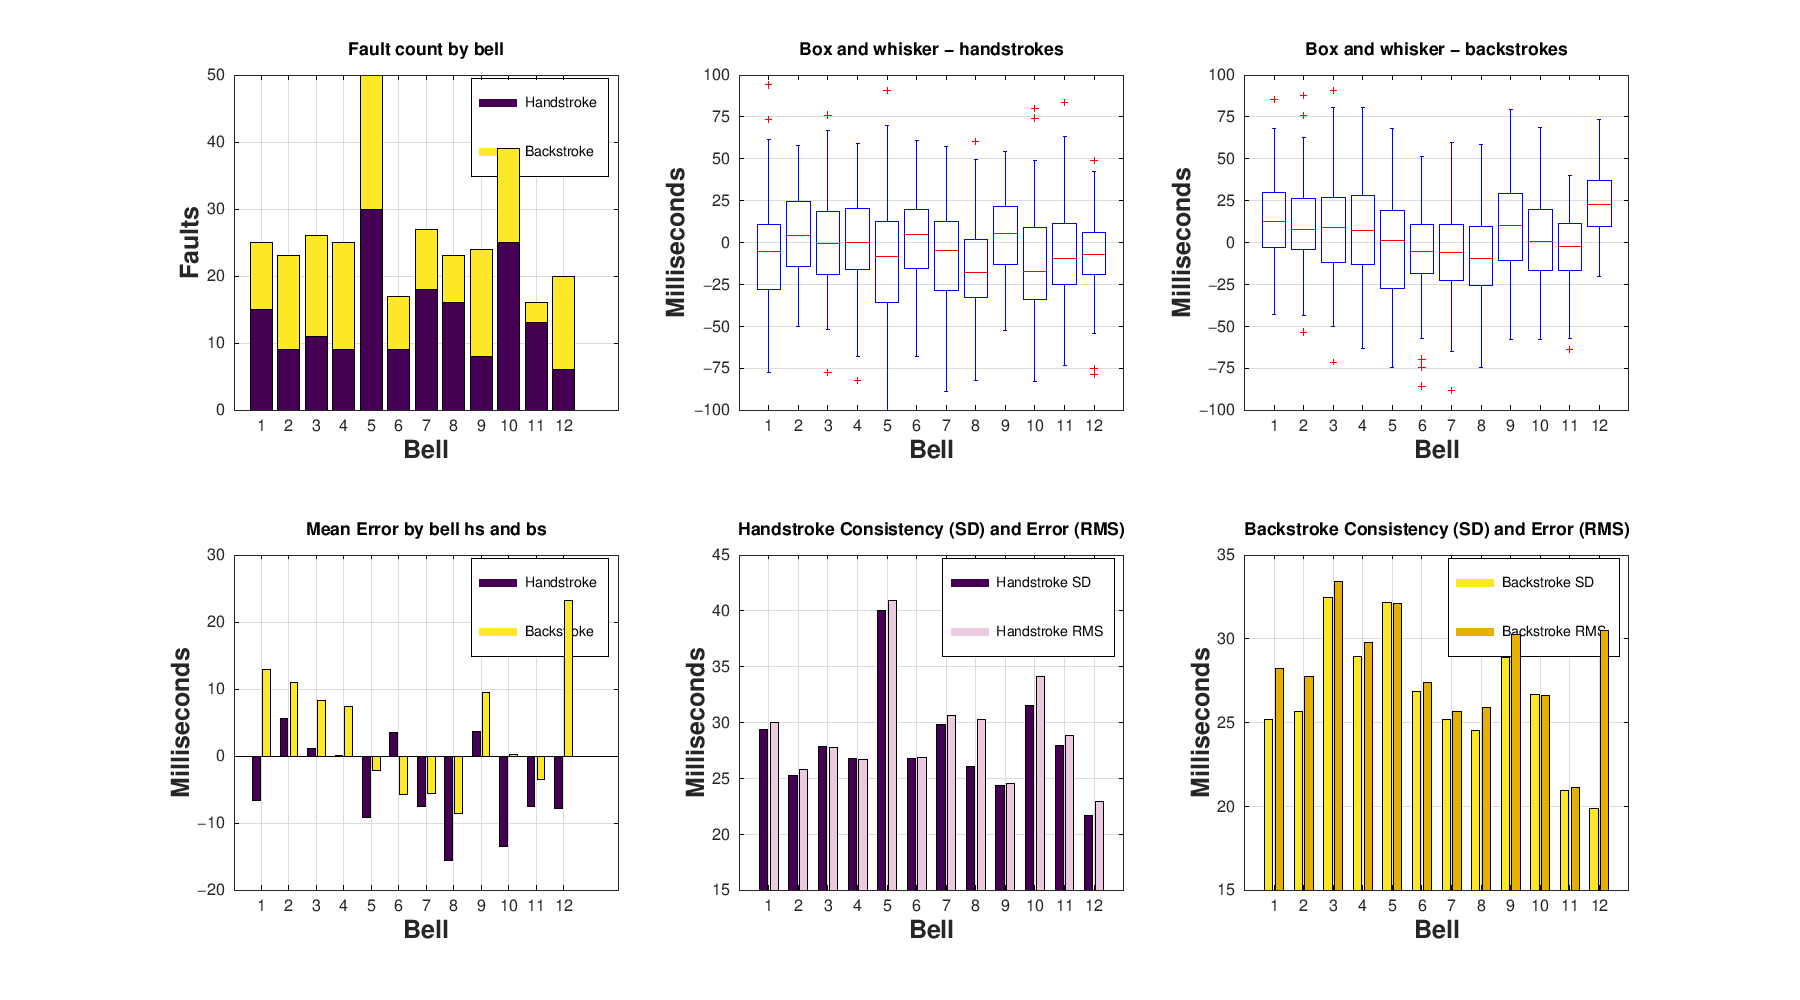 Fault count by bell
50
40
30
20
10
0
Faults
Handstroke
Backstroke
1 2 3 4 5 6 7 8 9 10 11 12
Bell
Box and whisker − handstrokes
100
75
50
25
0
−25
−50
−75
−100
Milliseconds
1 2 3 4 5 6 7 8 9 10 11 12
Bell
Box and whisker − backstrokes
100
75
50
25
0
−25
−50
−75
−100
Milliseconds
1 2 3 4 5 6 7 8 9 10 11 12
Bell
Mean Error by bell hs and bs
30
20
10
0
−10
−20
Milliseconds
Handstroke
Backstroke
1 2 3 4 5 6 7 8 9 10 11 12
Bell
Handstroke Consistency (SD) and Error (RMS)
45
40
35
30
25
20
15
Milliseconds
Handstroke SD
Handstroke RMS
1 2 3 4 5 6 7 8 9 10 11 12
Bell
Backstroke Consistency (SD) and Error (RMS)
35
30
25
20
15
Milliseconds
Backstroke SD
Backstroke RMS
1 2 3 4 5 6 7 8 9 10 11 12
Bell